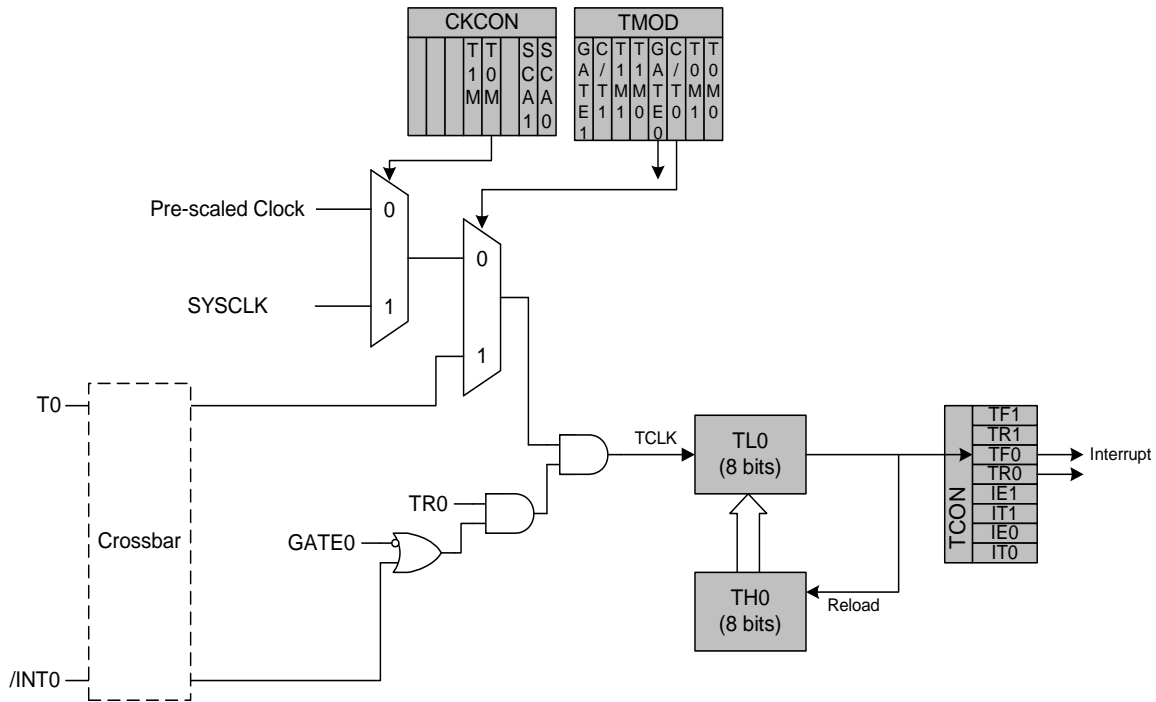 CKCON
T1M
T0M
SCA1
SCA0
TMOD
GATE1
C/T1
T1M1
T1M0
GATE0
C/T0
T0M1
T0M0
Pre-scaled Clock
0
SYSCLK
1
0
1
T0
Crossbar
/INT0
TR0
GATE0
TCLK
TL0
(8 bits)
TH0
(8 bits)
Reload
TCON
TF1
TR1
TF0
TR0
IE1
IT1
IE0
IT0
Interrupt